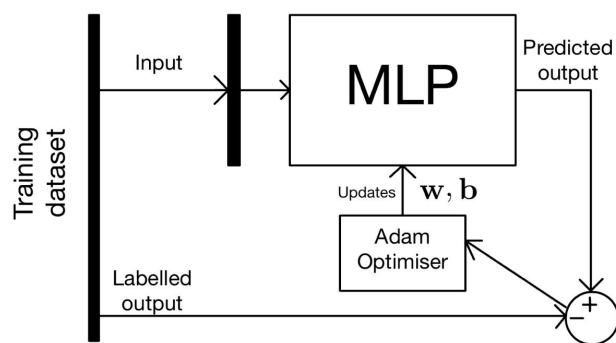 Training
dataset
Input
MLP
Predicted
output
Updates
w, b
Adam
Optimiser
Labelled
output
+
−